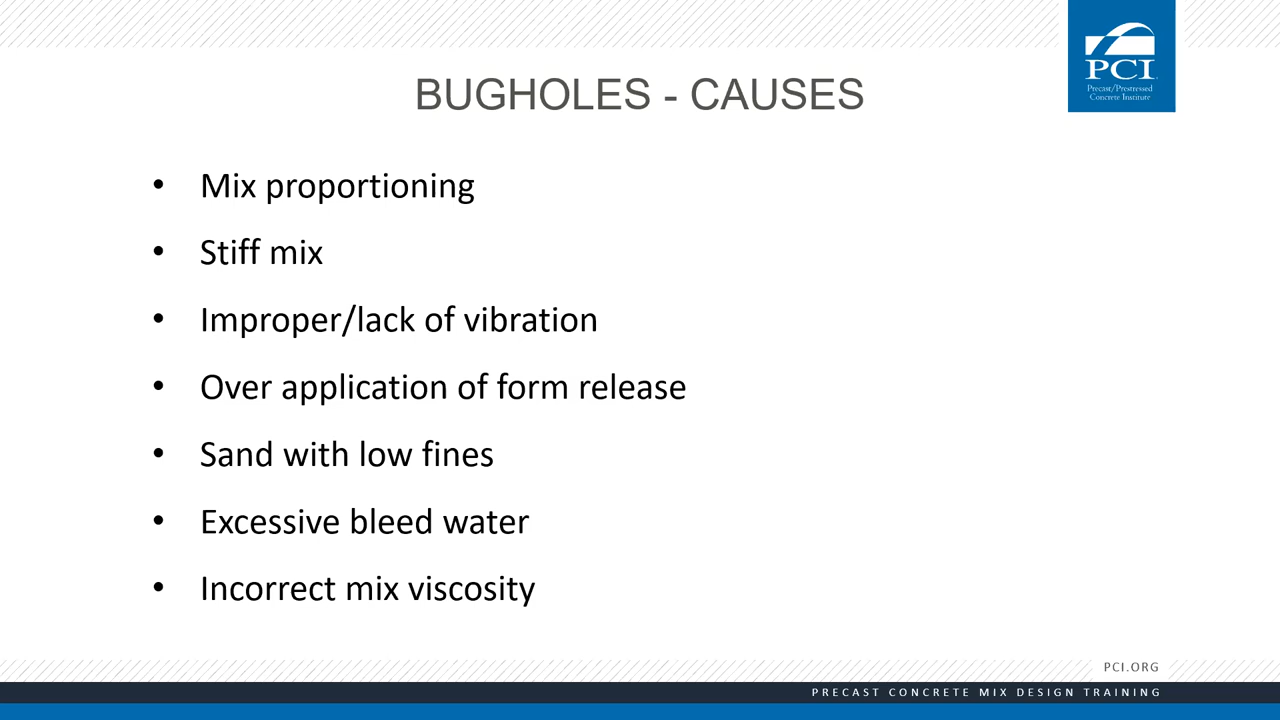 PCI
Precast/Prestressed
Concrete Institute
BUGHOLES - CAUSES
• Mix proportioning
• Stiff mix
• Improper/lack of vibration
• Over application of form release
• Sand with low fines
• Excessive bleed water
• Incorrect mix viscosity
PCI.ORG
PRECAST CONCRETE MIX DESIGN TRAINING